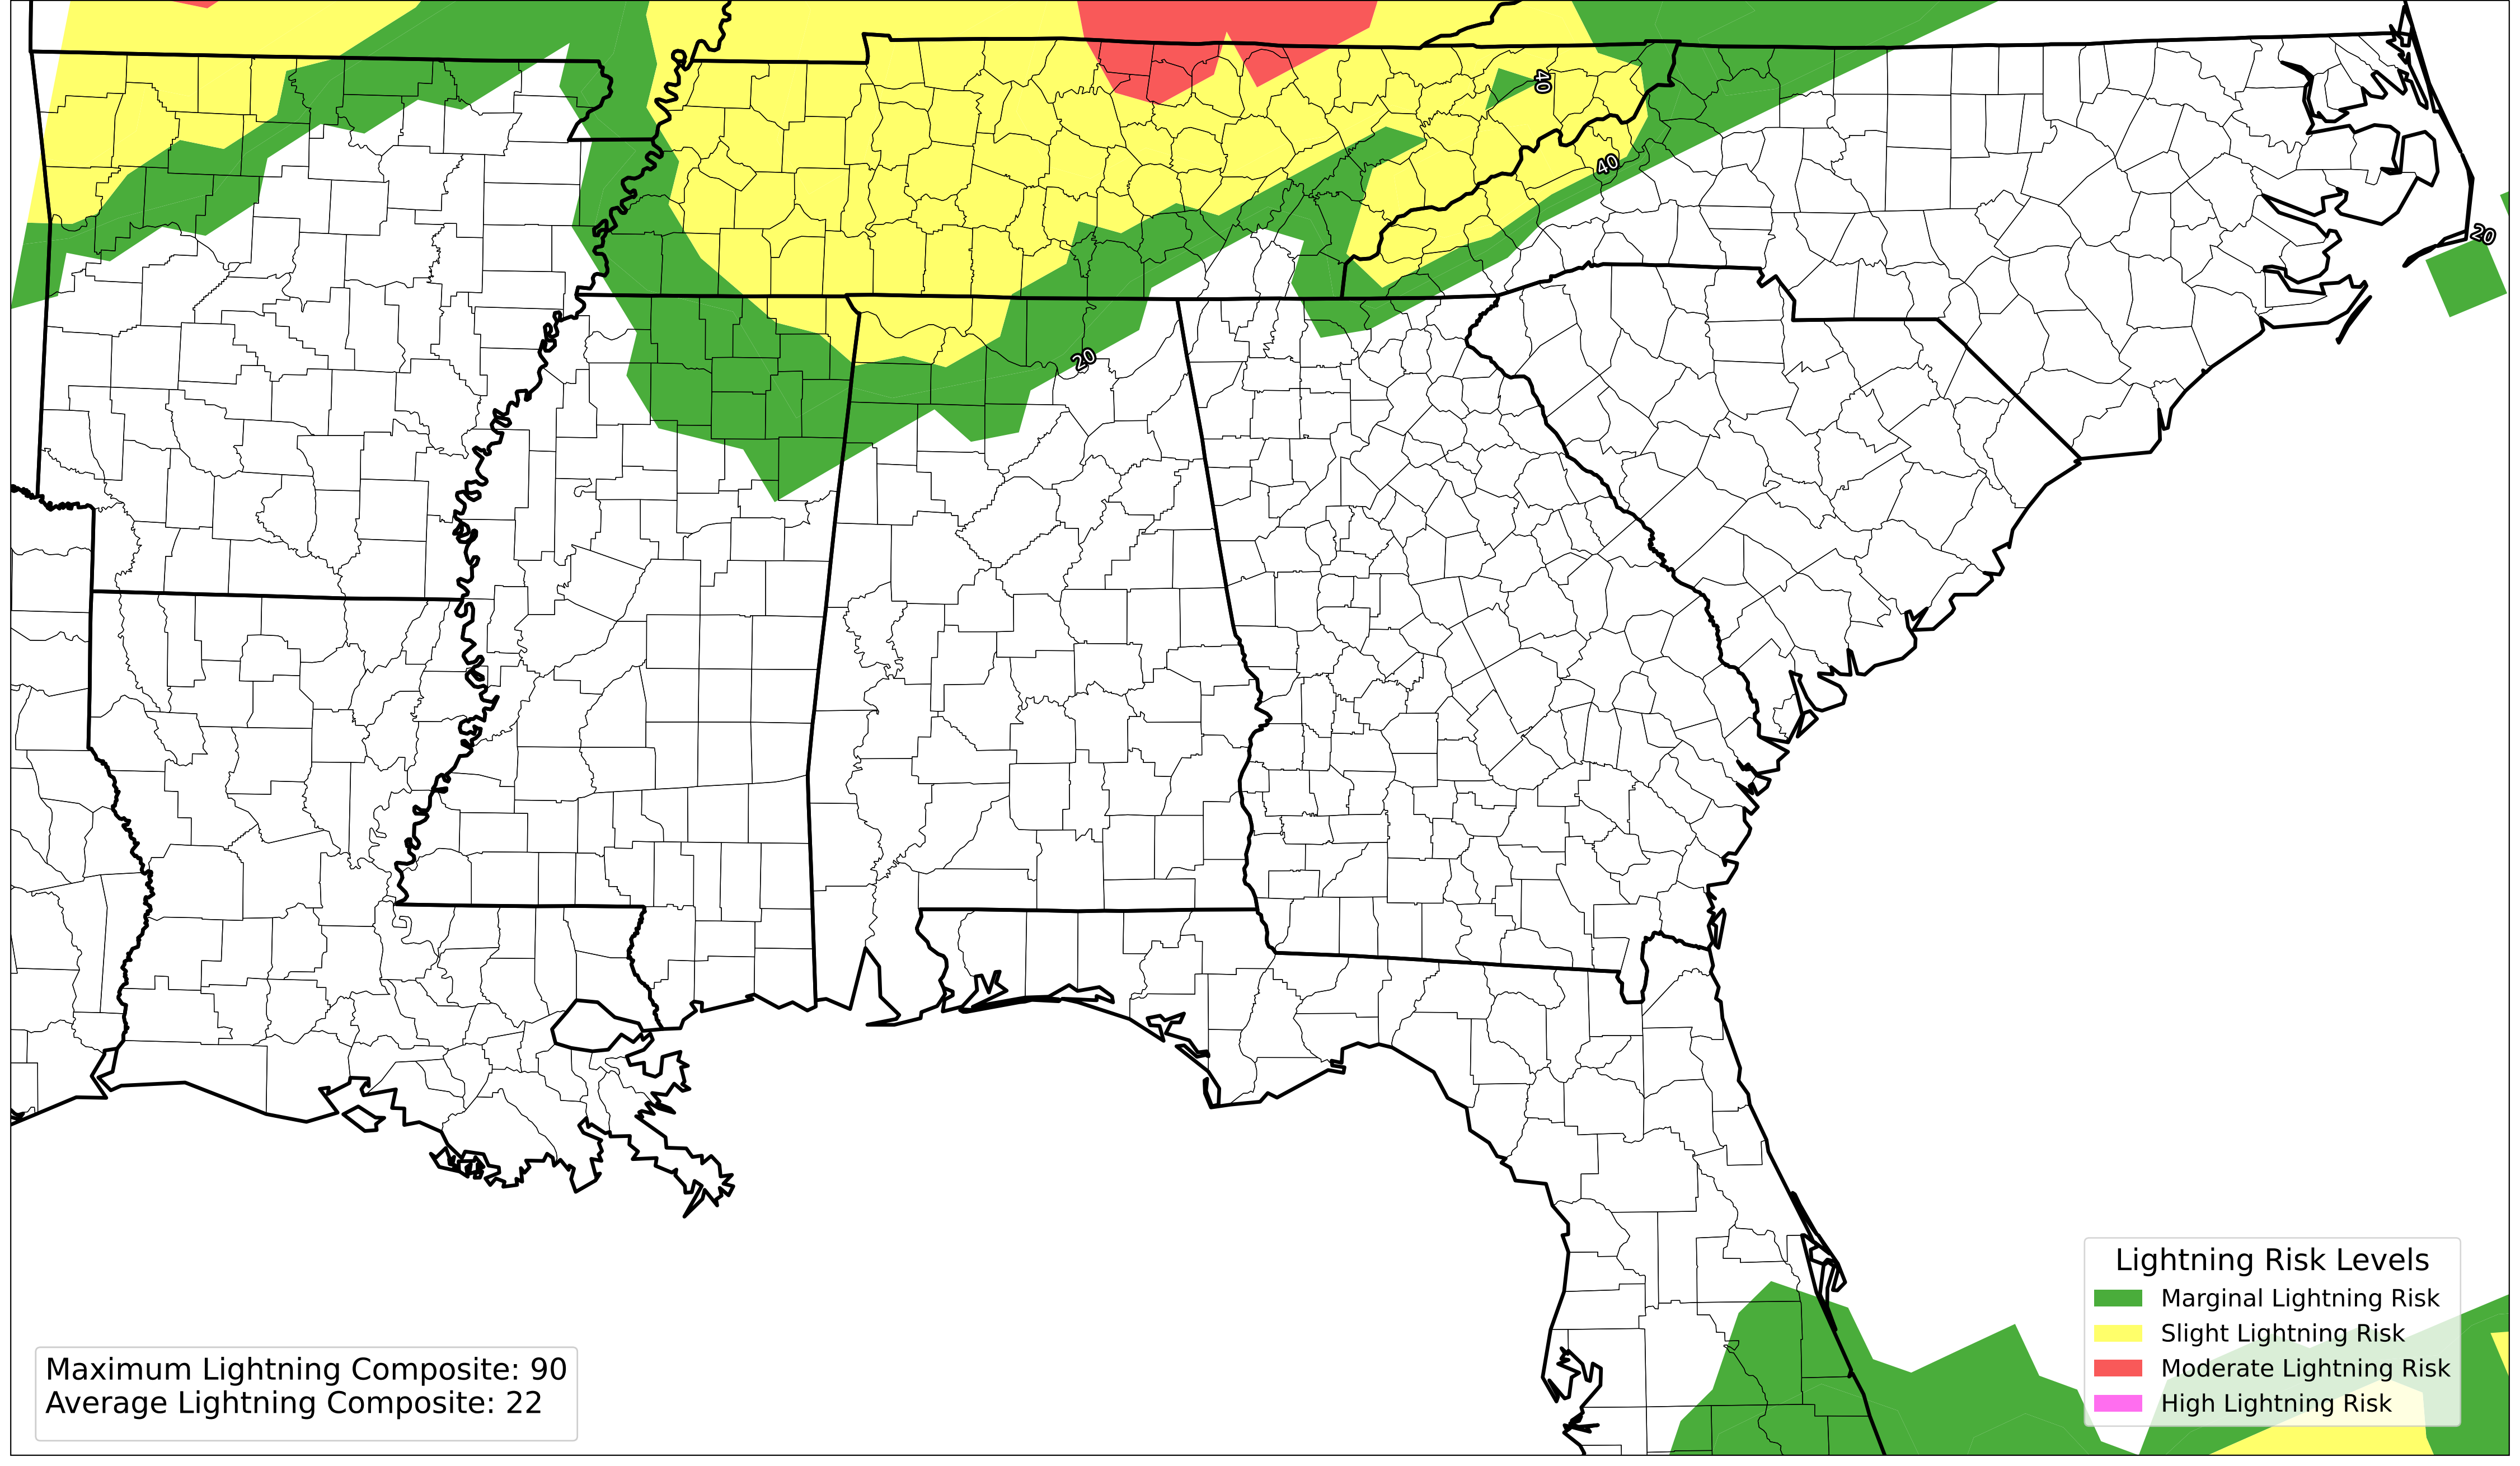 40
40
20
20
Lightning Risk Levels
Marginal Lightning Risk
Slight Lightning Risk
Moderate Lightning Risk
High Lightning Risk
Maximum Lightning Composite: 90
Average Lightning Composite: 22